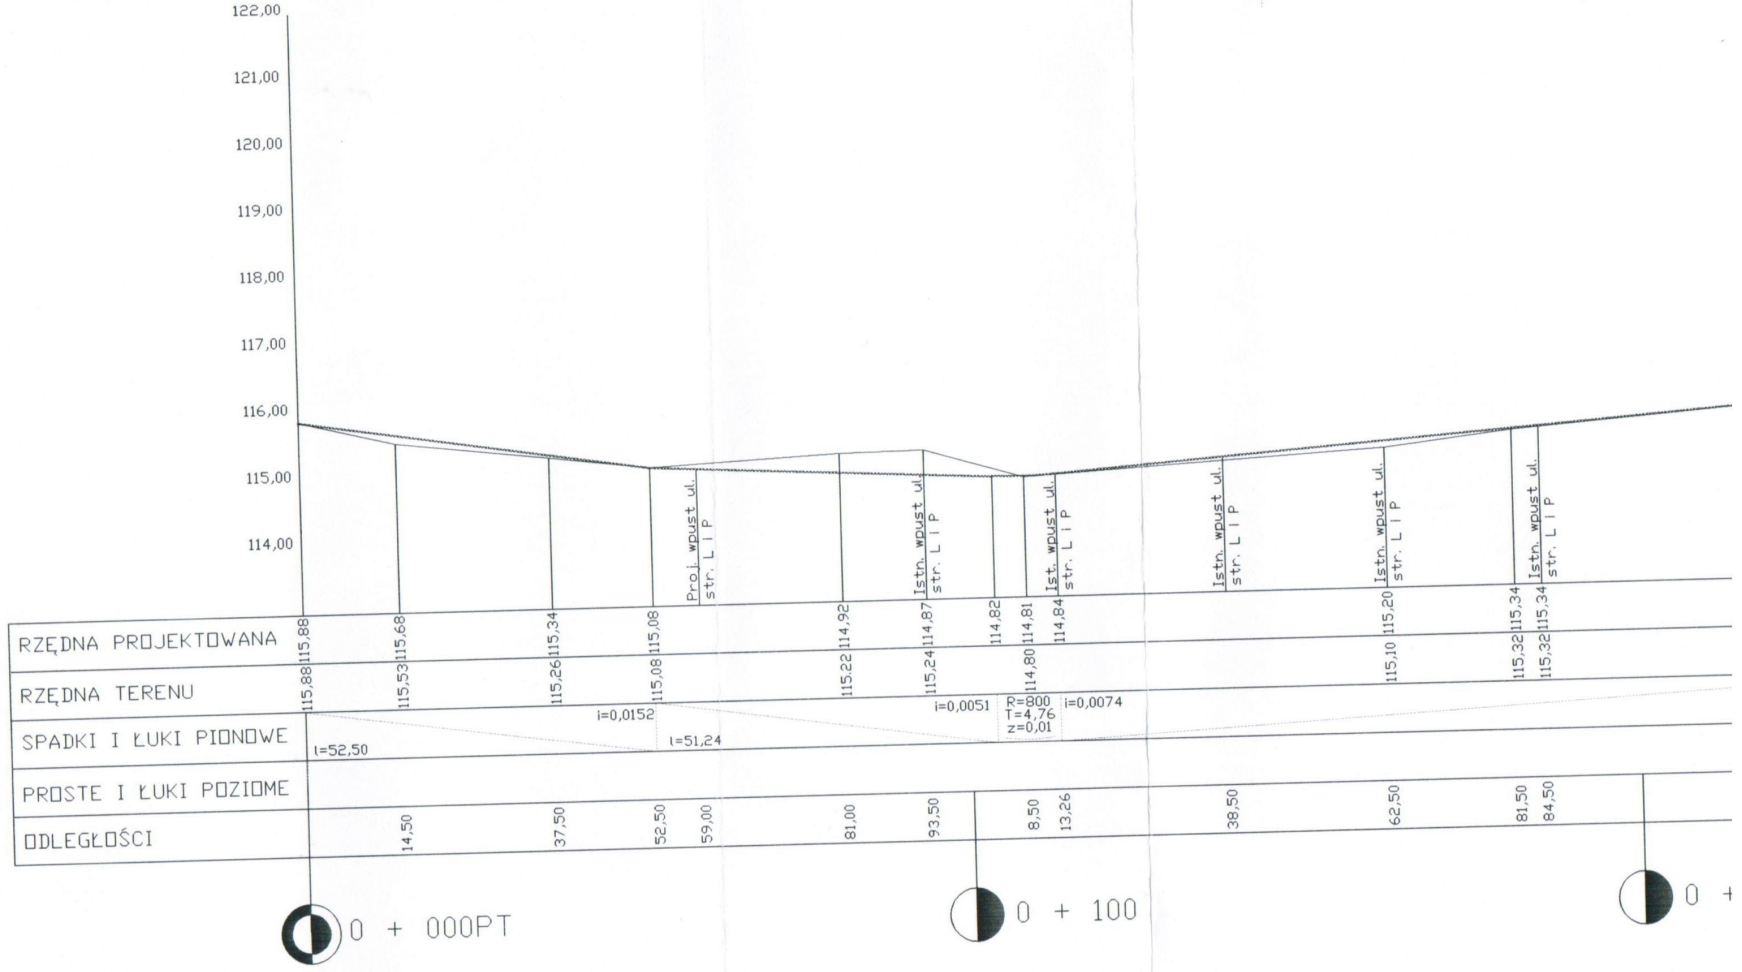 122,00
121,00
120,00
119,00
118,00
117,00
116,00
115,00
114,00
Proj. wpust ul.
str. L i P
Istn. wpust ul.
str. L i P
Ist. wpust ul.
str. L i P
Istn. wpust ul.
str. L i P
Istn. wpust ul.
str. L i P
Istn. wpust ul.
str. L i P
RZĘDNA PROJEKTOWANA 115,88 115,68 115,34 115,08 114,92 114,87 114,82 114,81 114,84 115,20 115,34 115,34
RZĘDNA TERENU 115,88 115,53 115,26 115,08 115.22 115,24 114,80 115,10 115,32 115,32
SPADKI I ŁUKI PIONOWE
l=52,50
i=0,0152
l=51,24
i=0,0051
R=800
T=4,76
z=0,01
i=0,0074
PROSTE I ŁUKI POZIOME
ODLEGŁOŚCI 14,50 37,50 52,50 59,00 81,00 93,50 8,50 13,26 38,50 62,50 81,50 84,50
0 + 000PT
0 + 100
0 +